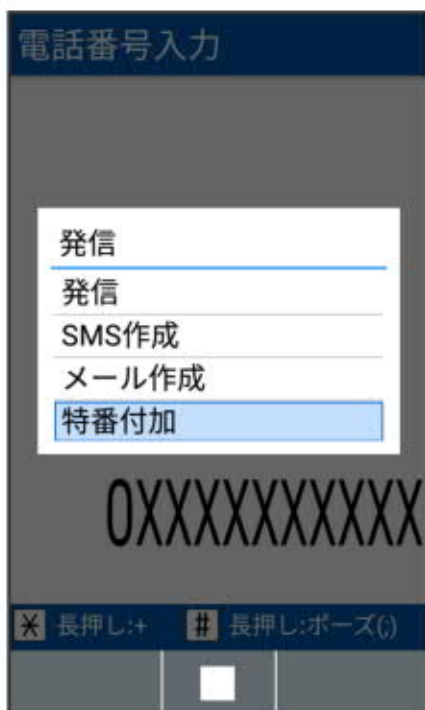 電話番号入力
発信
発信
SMS作成
メール作成
特番付加
0XXXXXXXXXX
* 長押し:+ # 長押し:ポーズ(;)